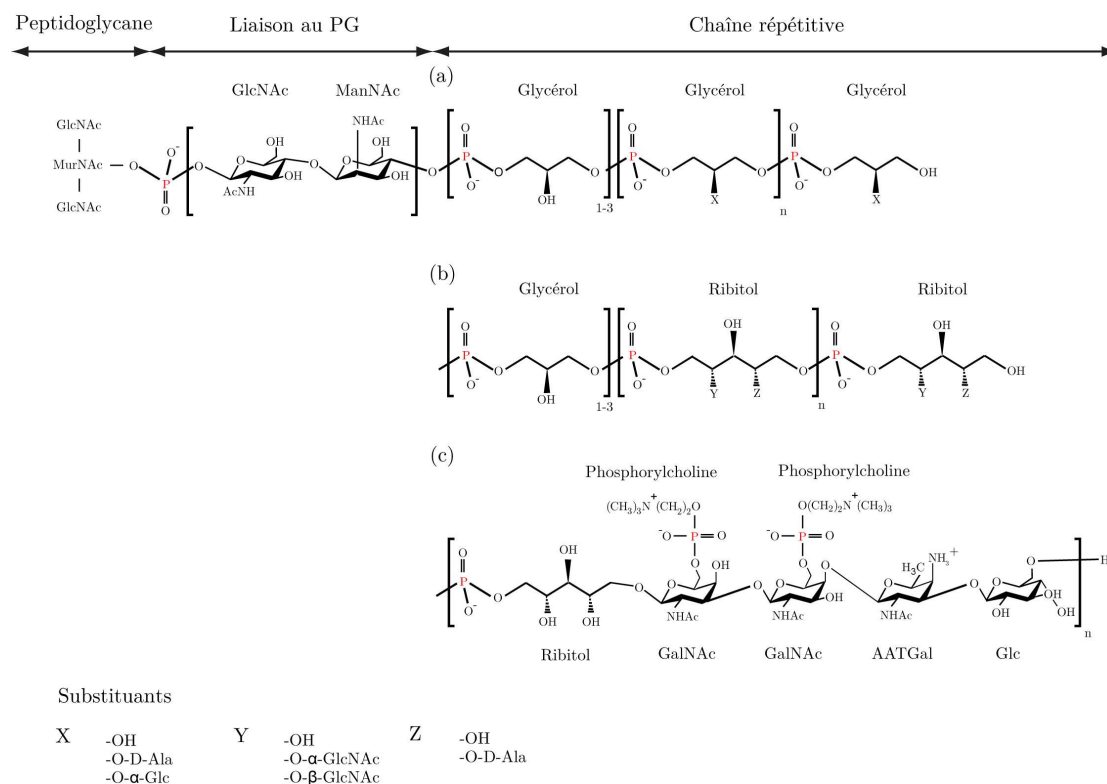 Peptidoglycane Liaison au PG Chaîne répétitive
(a)
GlcNAc ManNAc Glycérol Glycérol Glycérol
GlcNAc
MurNAc
GlcNAc
O O⁻ P O O OH O AcNH OH O NHAc OH O OH O
O P O⁻ O OH O 1-3
O P O⁻ O X O n
O P O⁻ O X OH
(b)
Glycérol Ribitol Ribitol
O P O⁻ O OH O 1-3
O P O⁻ O OH Y Z O n
O P O⁻ O OH Y Z OH
(c)
Phosphorylcholine Phosphorylcholine
(CH₃)₃N⁺(CH₂)₂O O(CH₂)₂N⁺(CH₃)₃
⁻O P O ⁻O P O
O P O⁻ O OH OH OH O
O OH O NHAc O
O O OH O NHAc O
H₃C NH₃⁺ O NHAc O
O O OH OH OH O H n
Ribitol GalNAc GalNAc AATGal Glc
Substituants
X -OH Y -OH Z -OH
-O-D-Ala -O-α-GlcNAc -O-D-Ala
-O-α-Glc -O-β-GlcNAc